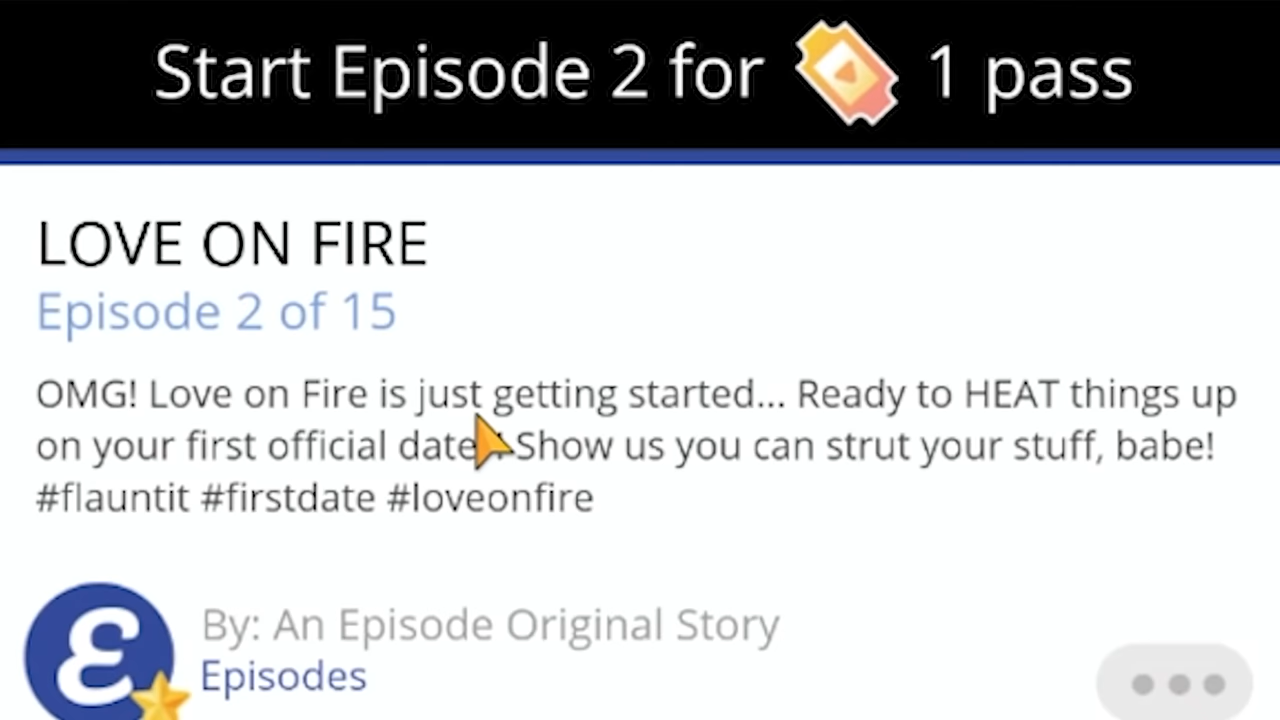 Start Episode 2 for 1 pass
LOVE ON FIRE
Episode 2 of 15
OMG! Love on Fire is just getting started... Ready to HEAT things up
on your first official date Show us you can strut your stuff, babe!
#flauntit #firstdate #loveonfire
By: An Episode Original Story
Episodes